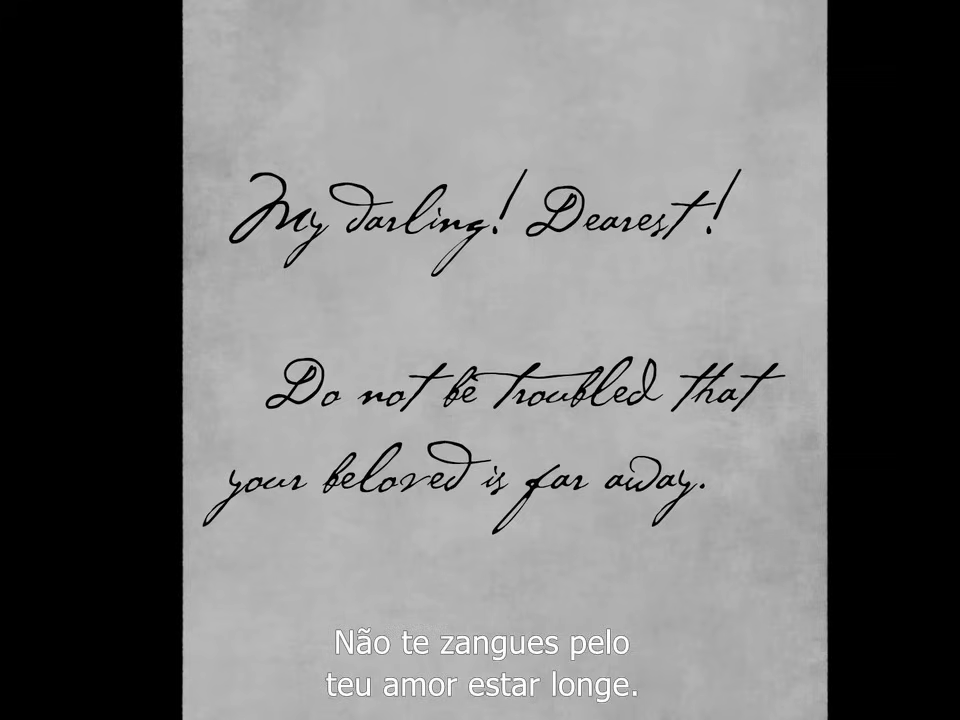 My darling! Dearest!
Do not be troubled that
your beloved is far away.
Não te zangues pelo
teu amor estar longe.